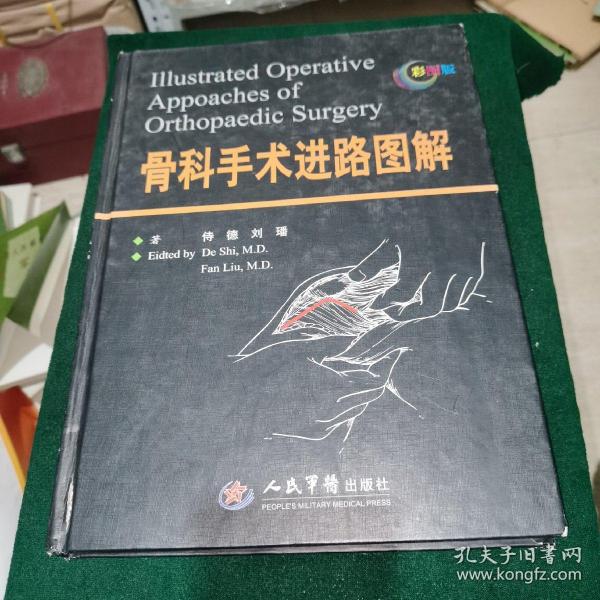 Illustrated Operative
Appoaches of
Orthopaedic Surgery
彩图版
骨科手术进路图解
著 侍德 刘璠
Eidted by De Shi, M.D.
Fan Liu, M.D.
人民军医出版社
PEOPLE'S MILITARY MEDICAL PRESS
孔夫子旧书网
www.kongfz.com